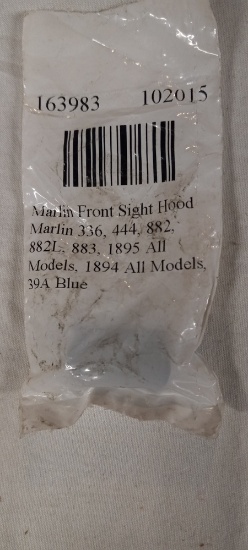 163983 102015
Marlin Front Sight Hood
Marlin 336, 444, 882,
882L, 883, 1895 All
Models, 1894 All Models,
39A Blue